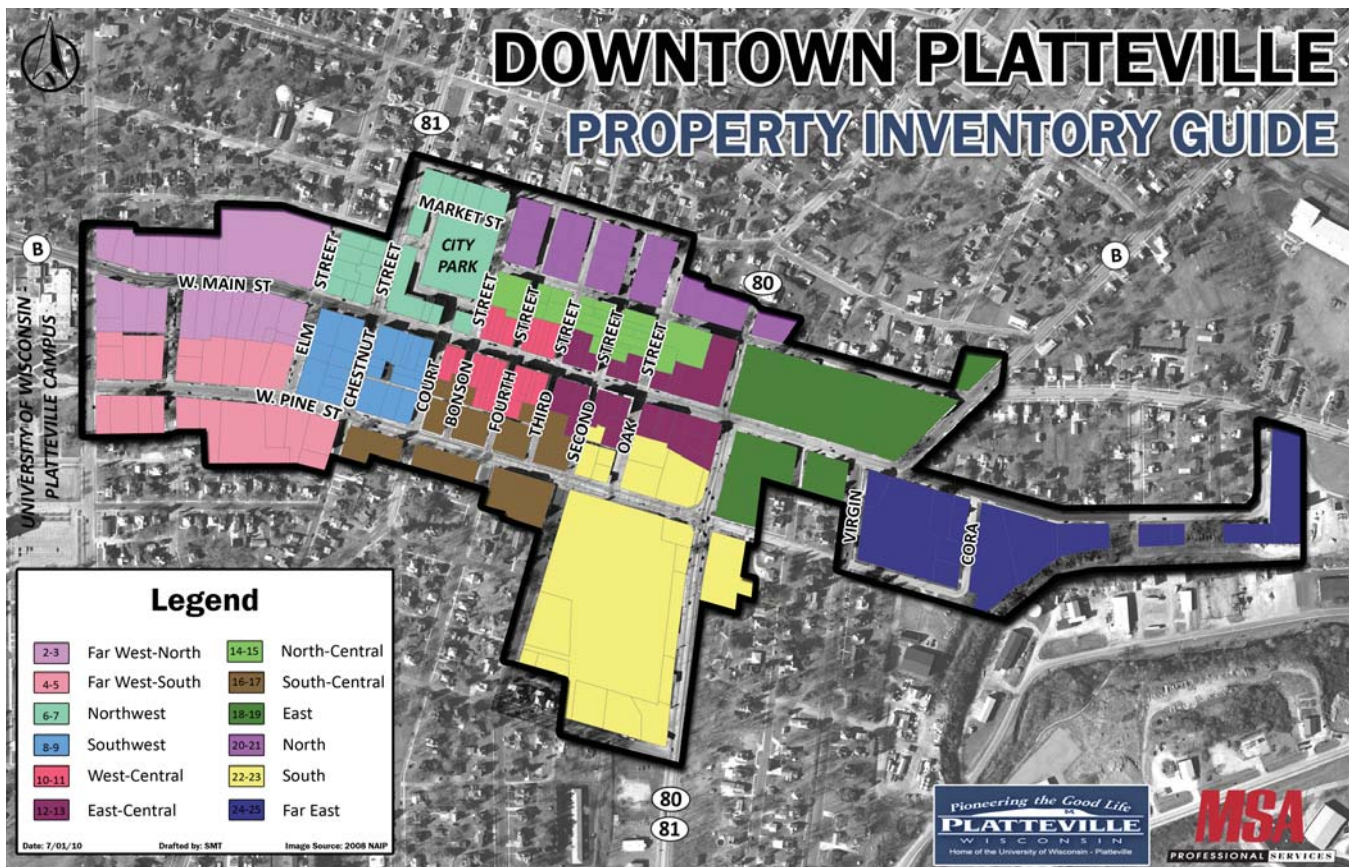 DOWNTOWN PLATTEVILLE
PROPERTY INVENTORY GUIDE
81
MARKET ST
CITY
PARK
B
B
80
W. MAIN ST
STREET
STREET
STREET
STREET
STREET
STREET
STREET
ELM
CHESTNUT
COURT
BONSON
FOURTH
THIRD
SECOND
OAK
W. PINE ST
VIRGIN
CORA
UNIVERSITY OF WISCONSIN -
PLATTEVILLE CAMPUS
80
81
Legend
2-3 Far West-North
4-5 Far West-South
6-7 Northwest
8-9 Southwest
10-11 West-Central
12-13 East-Central
14-15 North-Central
16-17 South-Central
18-19 East
20-21 North
22-23 South
24-25 Far East
Date: 7/01/10 Drafted by: SMT Image Source: 2008 NAIP
Pioneering the Good Life
PLATTEVILLE
WISCONSIN
Home of the University of Wisconsin - Platteville
MSA
PROFESSIONAL SERVICES